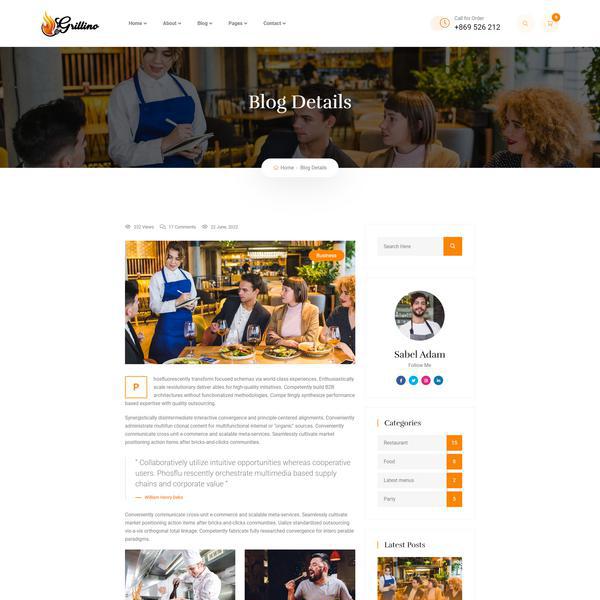 Grillino
Home
About
Blog
Pages
Contact
Call for Order
+869 526 212
Blog Details
Home - Blog Details
232 Views
17 Comments
22 June, 2022
Business
Search Here
Sabel Adam
Follow Me
P
hosfluorescently transform focused schemas via world-class experiences. Enthusiastically
scale revolutionary deliver ables for high-quality initiatives. Competently build B2B
architectures without functionalized methodologies. Compe tingly synthesize performance
based expertise with quality outsourcing.
Synergistically disintermediate interactive convergence and principle-centered alignments. Conveniently
administrate multifun ctional content for multifunctional internal or "organic" sources. Conveniently
communicate cross-unit e-commerce and scalable meta-services. Seamlessly cultivate market
positioning action items after bricks-and-clicks communities.
" Collaboratively utilize intuitive opportunities whereas cooperative
users. Phosflu rescently orchestrate multimedia based supply
chains and corporate value "
William Henry Deko
Conveniently communicate cross-unit e-commerce and scalable meta-services. Seamlessly cultivate
market positioning action items after bricks-and-clicks communities. Ualize standardized outsourcing
vis-a-vis orthogonal total linkage. Competently fabricate fully researched convergence for interc perable
paradigms.
Categories
Restaurant
15
Food
Latest menus
Party
5
Latest Posts